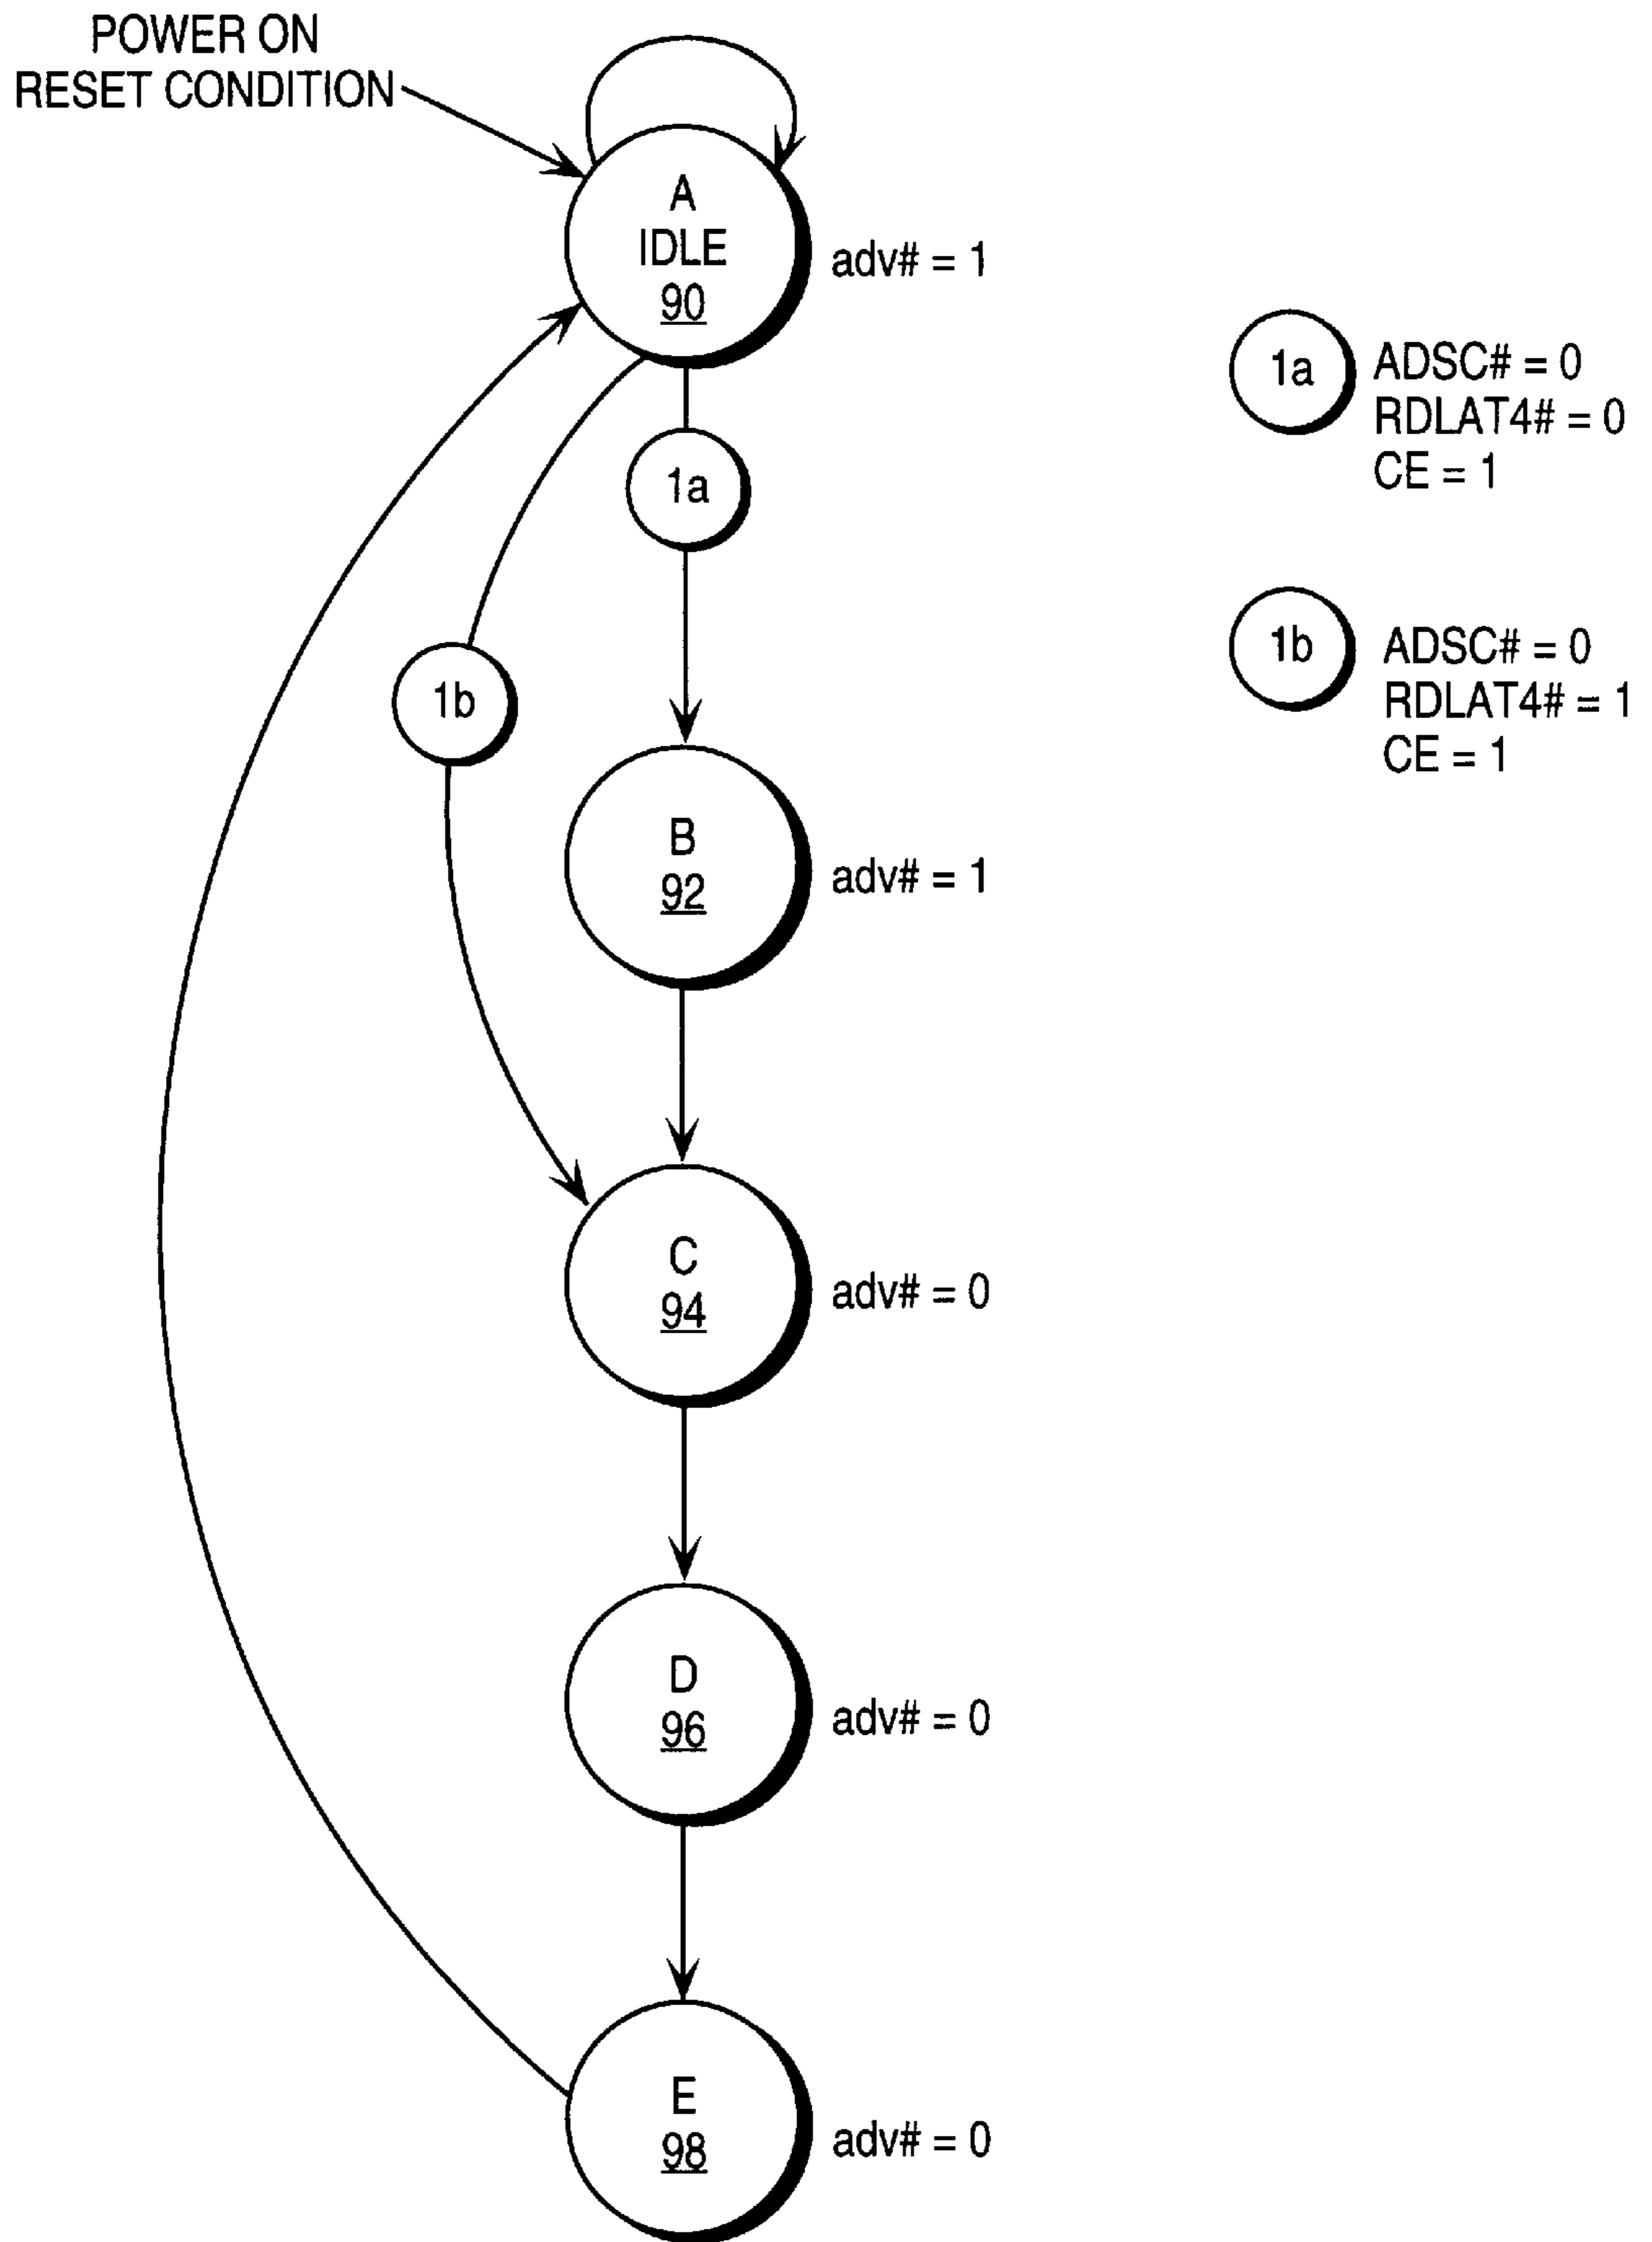 POWER ON
RESET CONDITION
A
IDLE
90
adv# = 1
1a
ADSC# = 0
RDLAT4# = 0
CE = 1
1a
1b
ADSC# = 0
RDLAT4# = 1
CE = 1
1b
B
92
adv# = 1
C
94
adv# = 0
D
96
adv# = 0
E
98
adv# = 0